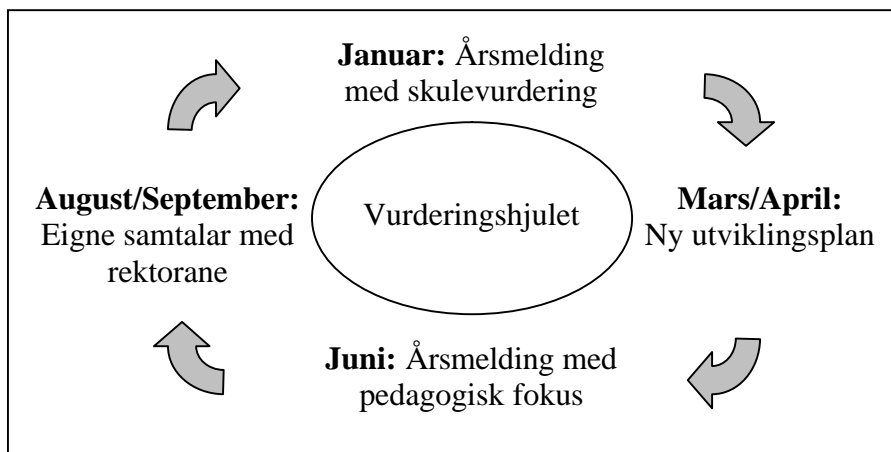 Januar: Årsmelding
med skulevurdering
August/September:
Eigne samtalar med
rektorane
Vurderingshjulet
Mars/April:
Ny utviklingsplan
Juni: Årsmelding med
pedagogisk fokus